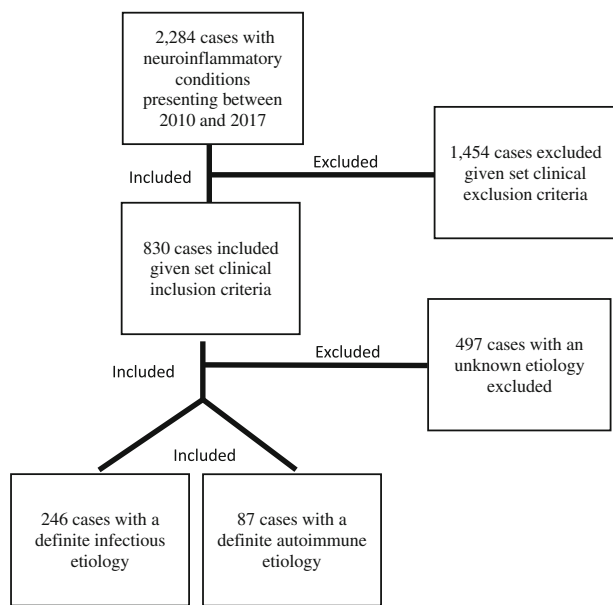 2,284 cases with
neuroinflammatory
conditions
presenting between
2010 and 2017
Included
Excluded
1,454 cases excluded
given set clinical
exclusion criteria
830 cases included
given set clinical
inclusion criteria
Included
Excluded
497 cases with an
unknown etiology
excluded
Included
246 cases with a
definite infectious
etiology
87 cases with a
definite autoimmune
etiology